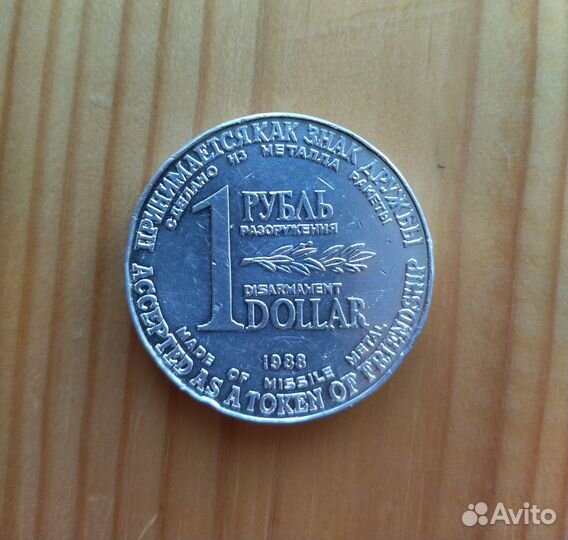 ПРИНИМАЕТСЯ КАК ЗНАК ДРУЖБЫ
СДЕЛАНО ИЗ МЕТАЛЛА РАКЕТЫ
1 РУБЛЬ
РАЗОРУЖЕНИЯ
DISARMAMENT
DOLLAR
1988
MADE OF MISSILE METAL
ACCEPTED AS A TOKEN OF FRIENDSHIP
Avito